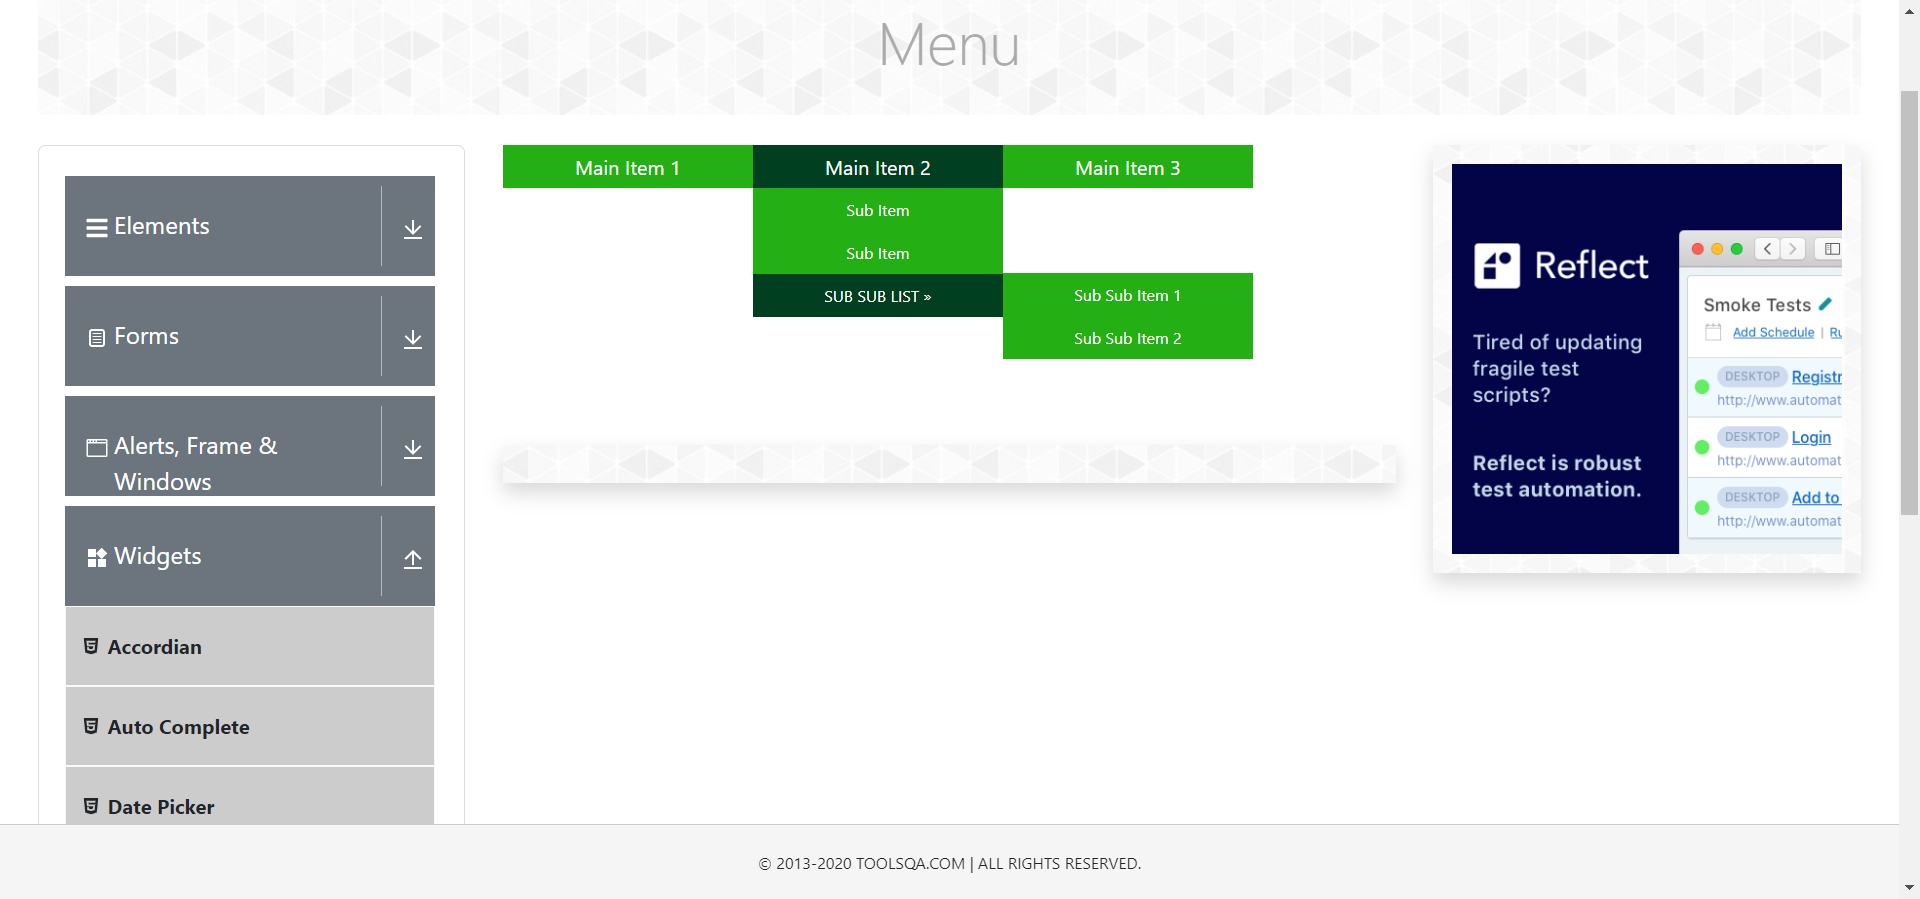 Menu
Elements
Forms
Alerts, Frame &
Windows
Widgets
Accordian
Auto Complete
Date Picker
Main Item 1
Main Item 2
Main Item 3
Sub Item
Sub Item
SUB SUB LIST »
Sub Sub Item 1
Sub Sub Item 2
Reflect
Tired of updating
fragile test
scripts?
Reflect is robust
test automation.
Smoke Tests
Add Schedule | Ru
DESKTOP Registr
http://www.automat
DESKTOP Login
http://www.automat
DESKTOP Add to
http://www.automat
© 2013-2020 TOOLSQA.COM | ALL RIGHTS RESERVED.